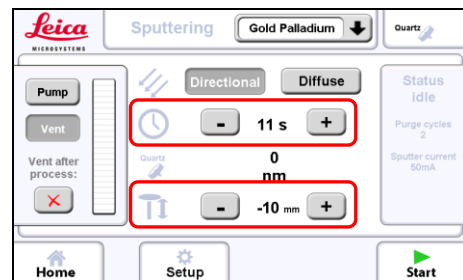 Leica
MICROSYSTEMS
Sputtering
Gold Palladium
Quartz
Pump
Vent
Vent after
process:
Directional
Diffuse
- 11 s +
Quartz
0
nm
- -10 mm +
Status
idle
Purge cycles
2
Sputter current
50mA
Home
Setup
Start